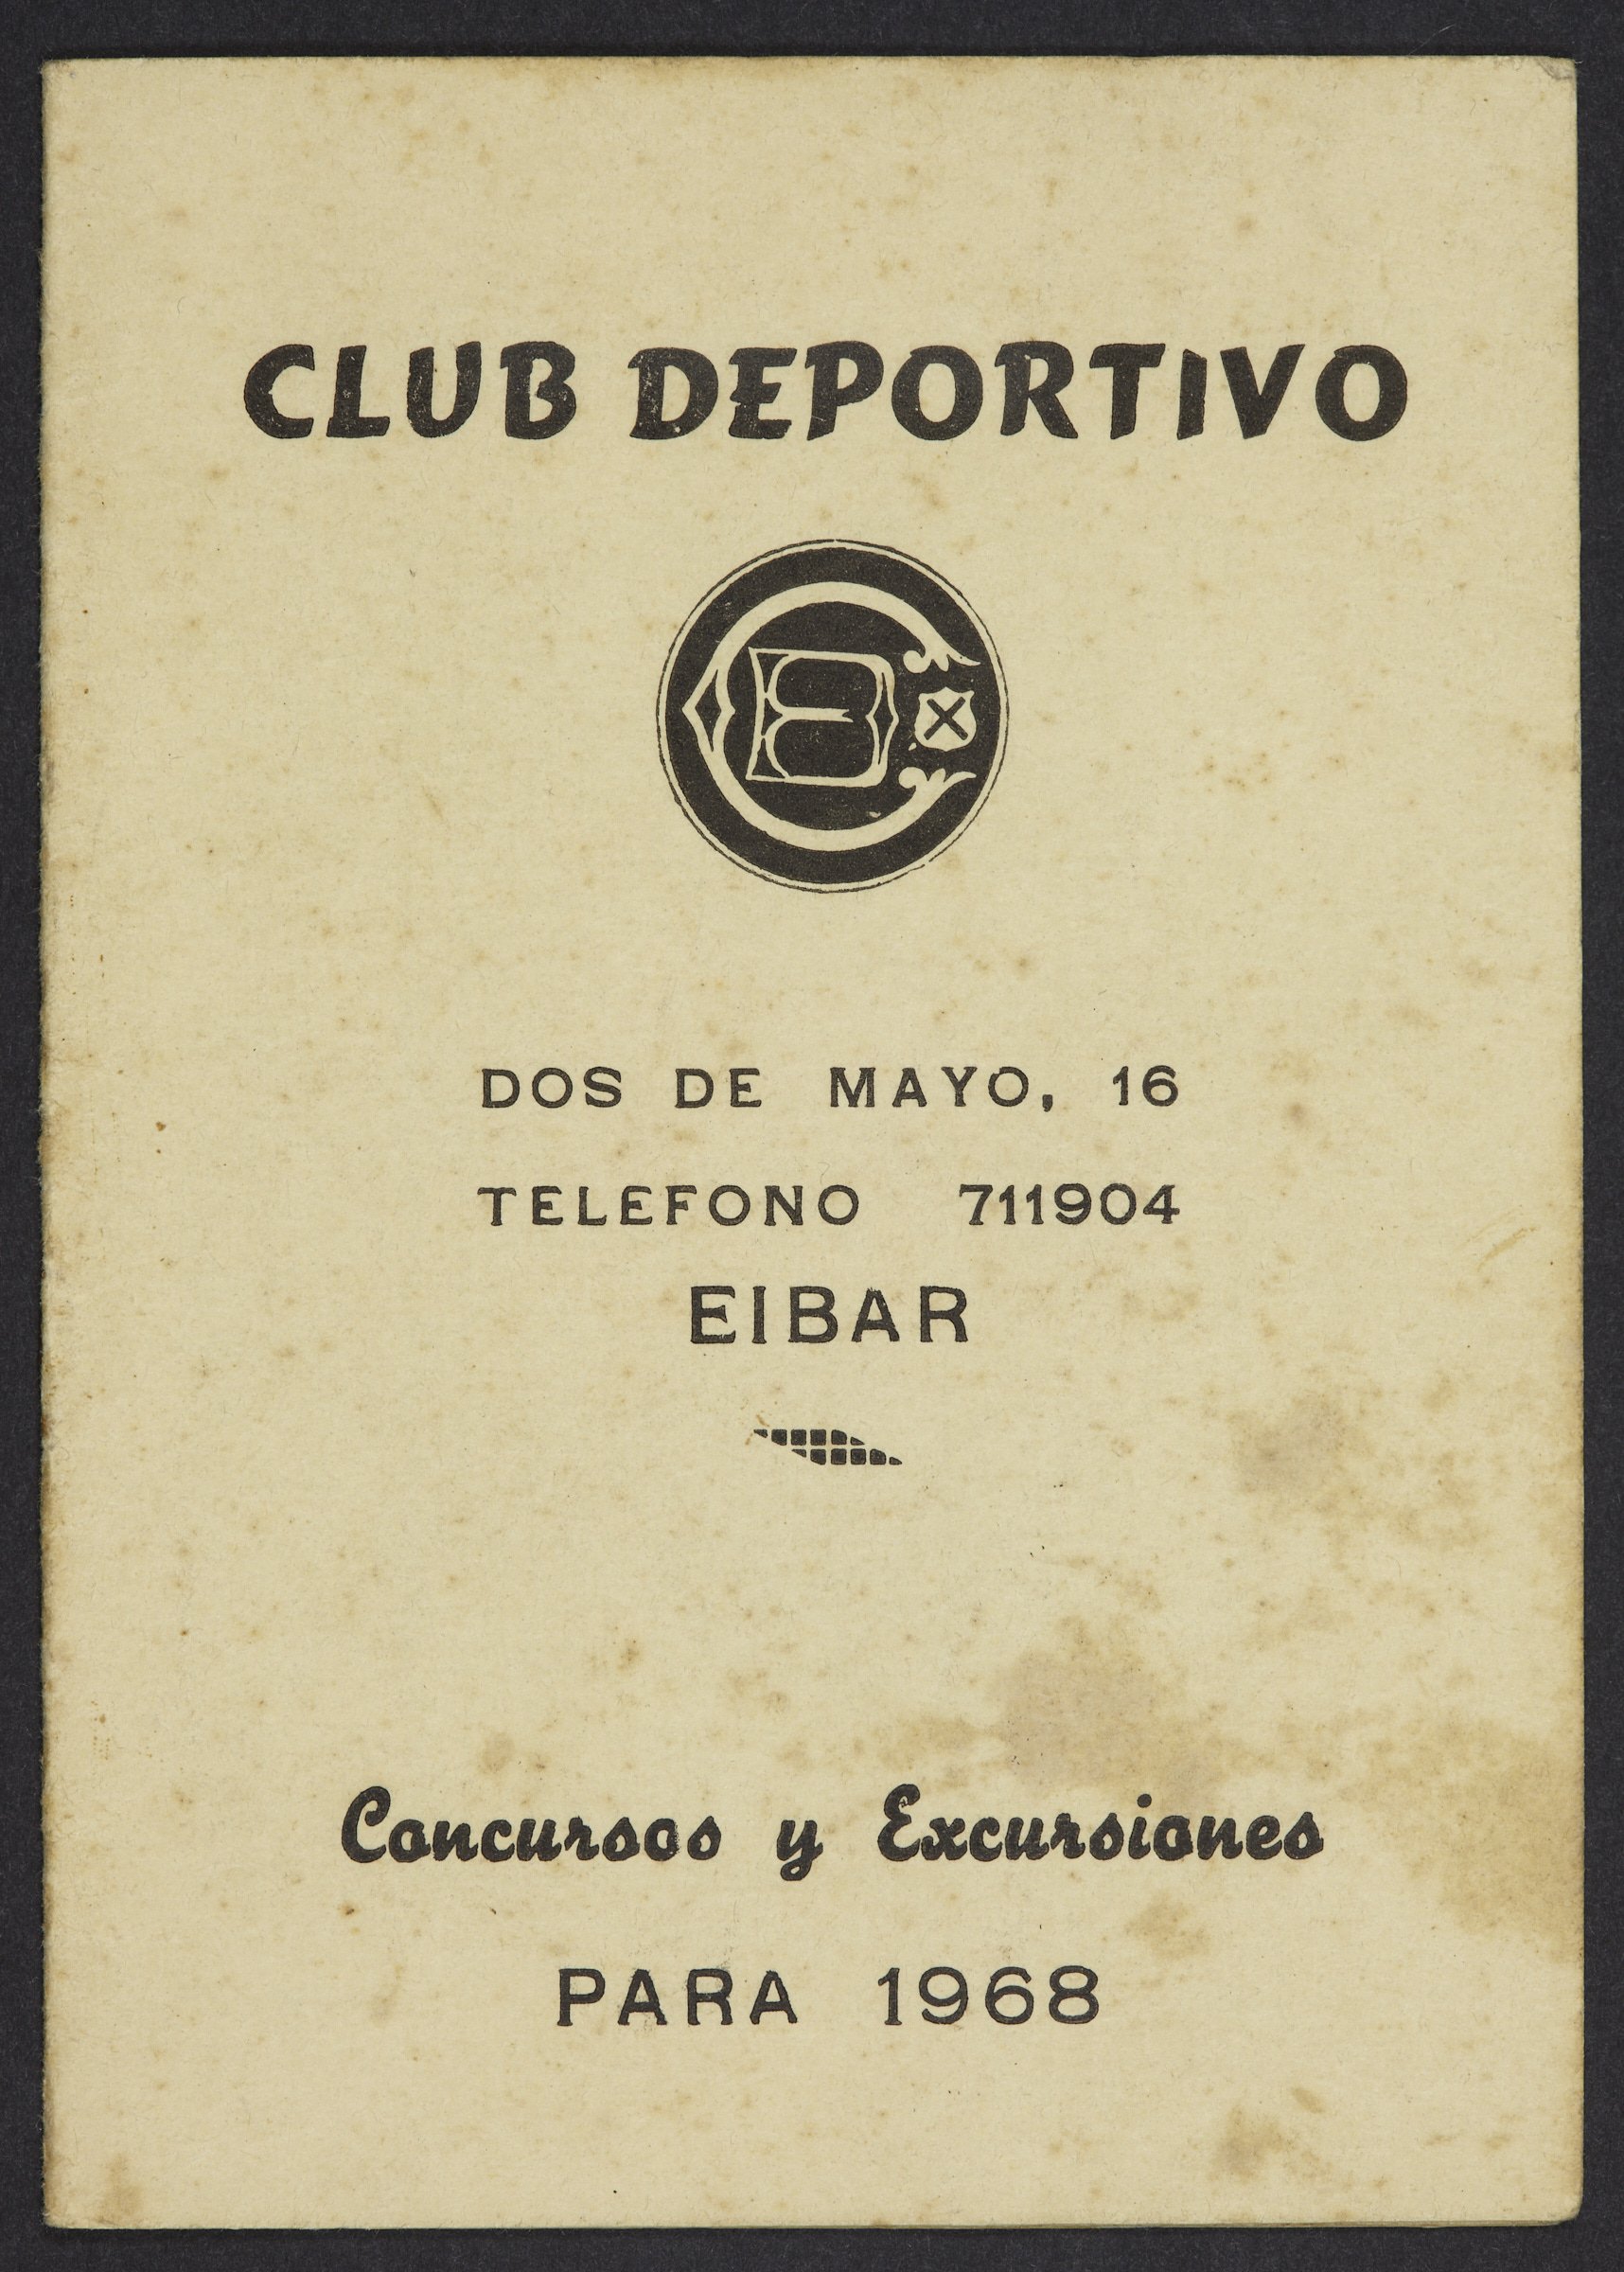 CLUB DEPORTIVO
DOS DE MAYO, 16
TELEFONO 711904
EIBAR
Concursos y Excursiones
PARA 1968